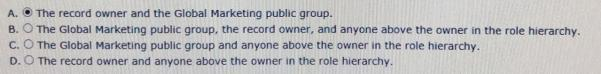 A. The record owner and the Global Marketing public group.
B. The Global Marketing public group, the record owner, and anyone above the owner in the role hierarchy.
C. The Global Marketing public group and anyone above the owner in the role hierarchy.
D. The record owner and anyone above the owner in the role hierarchy.